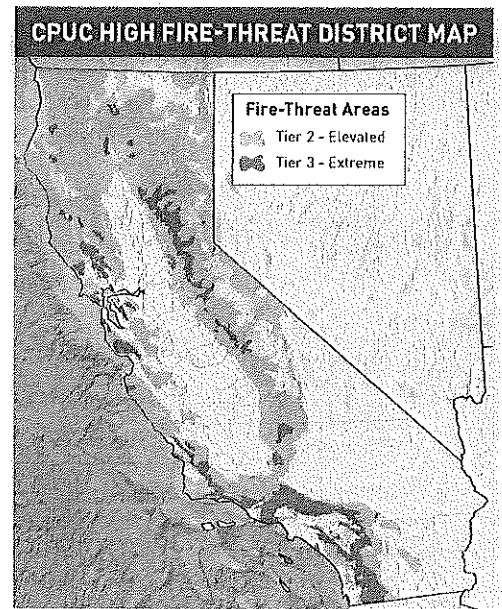 CPUC HIGH FIRE-THREAT DISTRICT MAP
Fire-Threat Areas
Tier 2 - Elevated
Tier 3 - Extreme